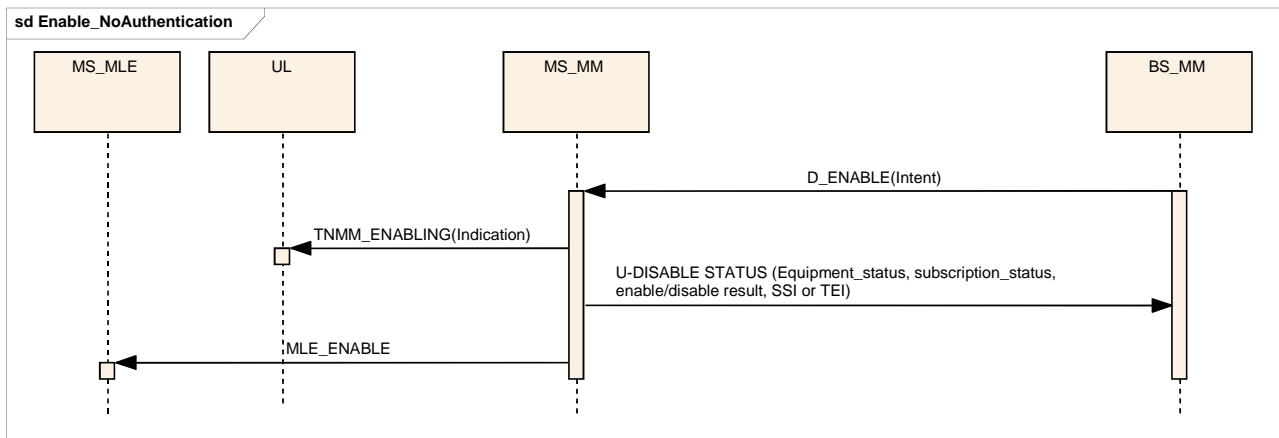 sd Enable_NoAuthentication
MS_MLE
UL
MS_MM
BS_MM
D_ENABLE(Intent)
TNMM_ENABLING(Indication)
U-DISABLE STATUS (Equipment_status, subscription_status,
enable/disable result, SSI or TEI)
MLE_ENABLE